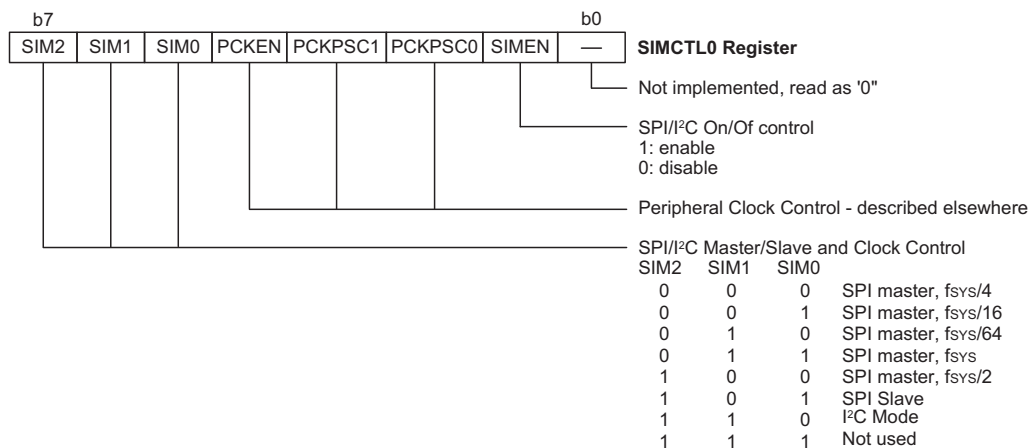 b7 b0
SIM2 SIM1 SIM0 PCKEN PCKPSC1 PCKPSC0 SIMEN — SIMCTL0 Register
Not implemented, read as '0"
SPI/I²C On/Of control
1: enable
0: disable
Peripheral Clock Control - described elsewhere
SPI/I²C Master/Slave and Clock Control
SIM2 SIM1 SIM0
0 0 0 SPI master, fSYS/4
0 0 1 SPI master, fSYS/16
0 1 0 SPI master, fSYS/64
0 1 1 SPI master, fSYS
1 0 0 SPI master, fSYS/2
1 0 1 SPI Slave
1 1 0 I²C Mode
1 1 1 Not used